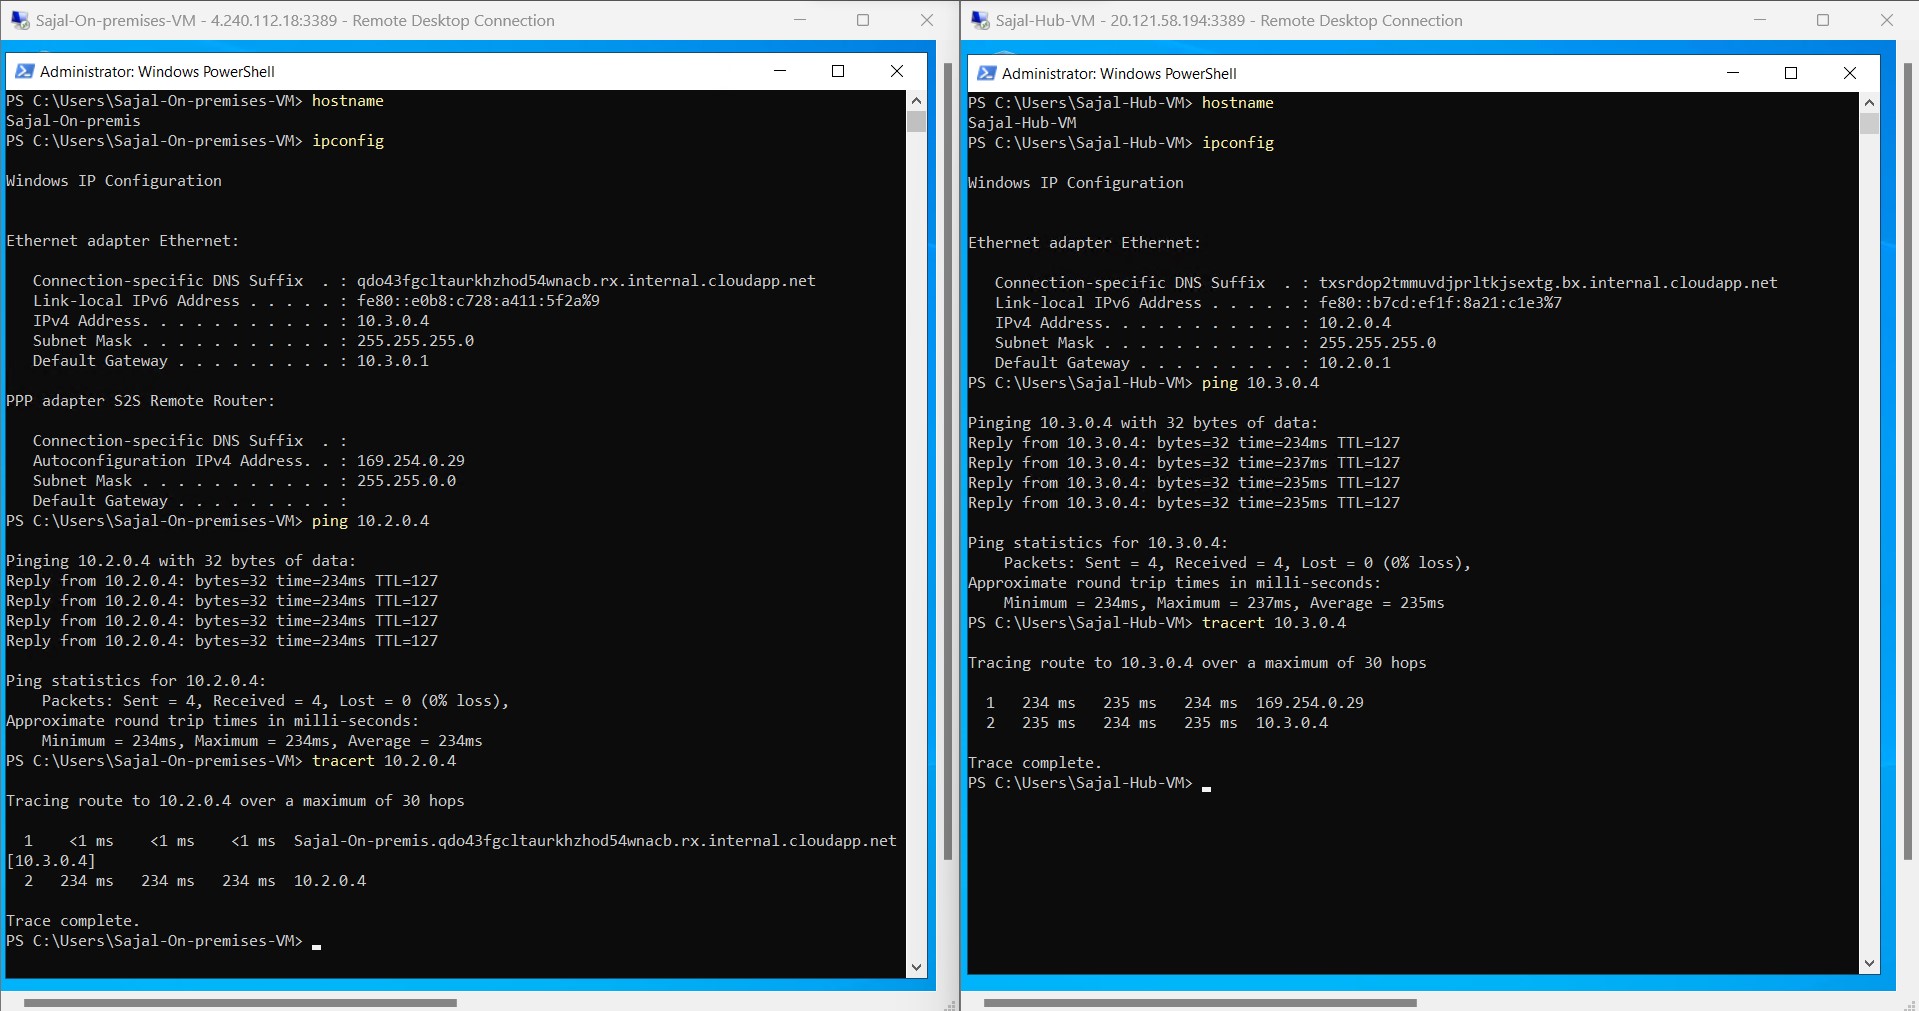 Sajal-On-premises-VM - 4.240.112.18:3389 - Remote Desktop Connection
Administrator: Windows PowerShell
PS C:\Users\Sajal-On-premises-VM> hostname
Sajal-On-premis
PS C:\Users\Sajal-On-premises-VM> ipconfig
Windows IP Configuration
Ethernet adapter Ethernet:
Connection-specific DNS Suffix  . : qdo43fgcltaurkhzhod54wnacb.rx.internal.cloudapp.net
Link-local IPv6 Address . . . . . : fe80::e0b8:c728:a411:5f2a%9
IPv4 Address. . . . . . . . . . . : 10.3.0.4
Subnet Mask . . . . . . . . . . . : 255.255.255.0
Default Gateway . . . . . . . . . : 10.3.0.1
PPP adapter S2S Remote Router:
Connection-specific DNS Suffix  . :
Autoconfiguration IPv4 Address. . : 169.254.0.29
Subnet Mask . . . . . . . . . . . : 255.255.0.0
Default Gateway . . . . . . . . . :
PS C:\Users\Sajal-On-premises-VM> ping 10.2.0.4
Pinging 10.2.0.4 with 32 bytes of data:
Reply from 10.2.0.4: bytes=32 time=234ms TTL=127
Reply from 10.2.0.4: bytes=32 time=234ms TTL=127
Reply from 10.2.0.4: bytes=32 time=234ms TTL=127
Reply from 10.2.0.4: bytes=32 time=234ms TTL=127
Ping statistics for 10.2.0.4:
Packets: Sent = 4, Received = 4, Lost = 0 (0% loss),
Approximate round trip times in milli-seconds:
Minimum = 234ms, Maximum = 234ms, Average = 234ms
PS C:\Users\Sajal-On-premises-VM> tracert 10.2.0.4
Tracing route to 10.2.0.4 over a maximum of 30 hops
1    <1 ms    <1 ms    <1 ms  Sajal-On-premis.qdo43fgcltaurkhzhod54wnacb.rx.internal.cloudapp.net
[10.3.0.4]
2   234 ms   234 ms   234 ms  10.2.0.4
Trace complete.
PS C:\Users\Sajal-On-premises-VM>
Sajal-Hub-VM - 20.121.58.194:3389 - Remote Desktop Connection
Administrator: Windows PowerShell
PS C:\Users\Sajal-Hub-VM> hostname
Sajal-Hub-VM
PS C:\Users\Sajal-Hub-VM> ipconfig
Windows IP Configuration
Ethernet adapter Ethernet:
Connection-specific DNS Suffix  . : txsrdop2tmmuvdjprltkjsextg.bx.internal.cloudapp.net
Link-local IPv6 Address . . . . . : fe80::b7cd:ef1f:8a21:c1e3%7
IPv4 Address. . . . . . . . . . . : 10.2.0.4
Subnet Mask . . . . . . . . . . . : 255.255.255.0
Default Gateway . . . . . . . . . : 10.2.0.1
PS C:\Users\Sajal-Hub-VM> ping 10.3.0.4
Pinging 10.3.0.4 with 32 bytes of data:
Reply from 10.3.0.4: bytes=32 time=234ms TTL=127
Reply from 10.3.0.4: bytes=32 time=237ms TTL=127
Reply from 10.3.0.4: bytes=32 time=235ms TTL=127
Reply from 10.3.0.4: bytes=32 time=235ms TTL=127
Ping statistics for 10.3.0.4:
Packets: Sent = 4, Received = 4, Lost = 0 (0% loss),
Approximate round trip times in milli-seconds:
Minimum = 234ms, Maximum = 237ms, Average = 235ms
PS C:\Users\Sajal-Hub-VM> tracert 10.3.0.4
Tracing route to 10.3.0.4 over a maximum of 30 hops
1   234 ms   235 ms   234 ms  169.254.0.29
2   235 ms   234 ms   235 ms  10.3.0.4
Trace complete.
PS C:\Users\Sajal-Hub-VM>